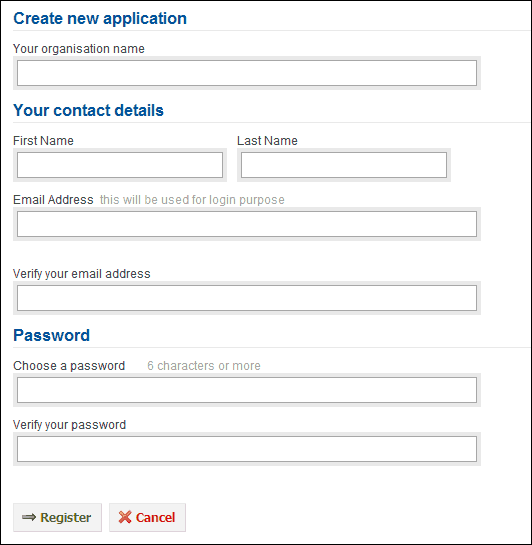 Create new application
Your organisation name
Your contact details
First Name Last Name
Email Address this will be used for login purpose
Verify your email address
Password
Choose a password 6 characters or more
Verify your password
Register Cancel